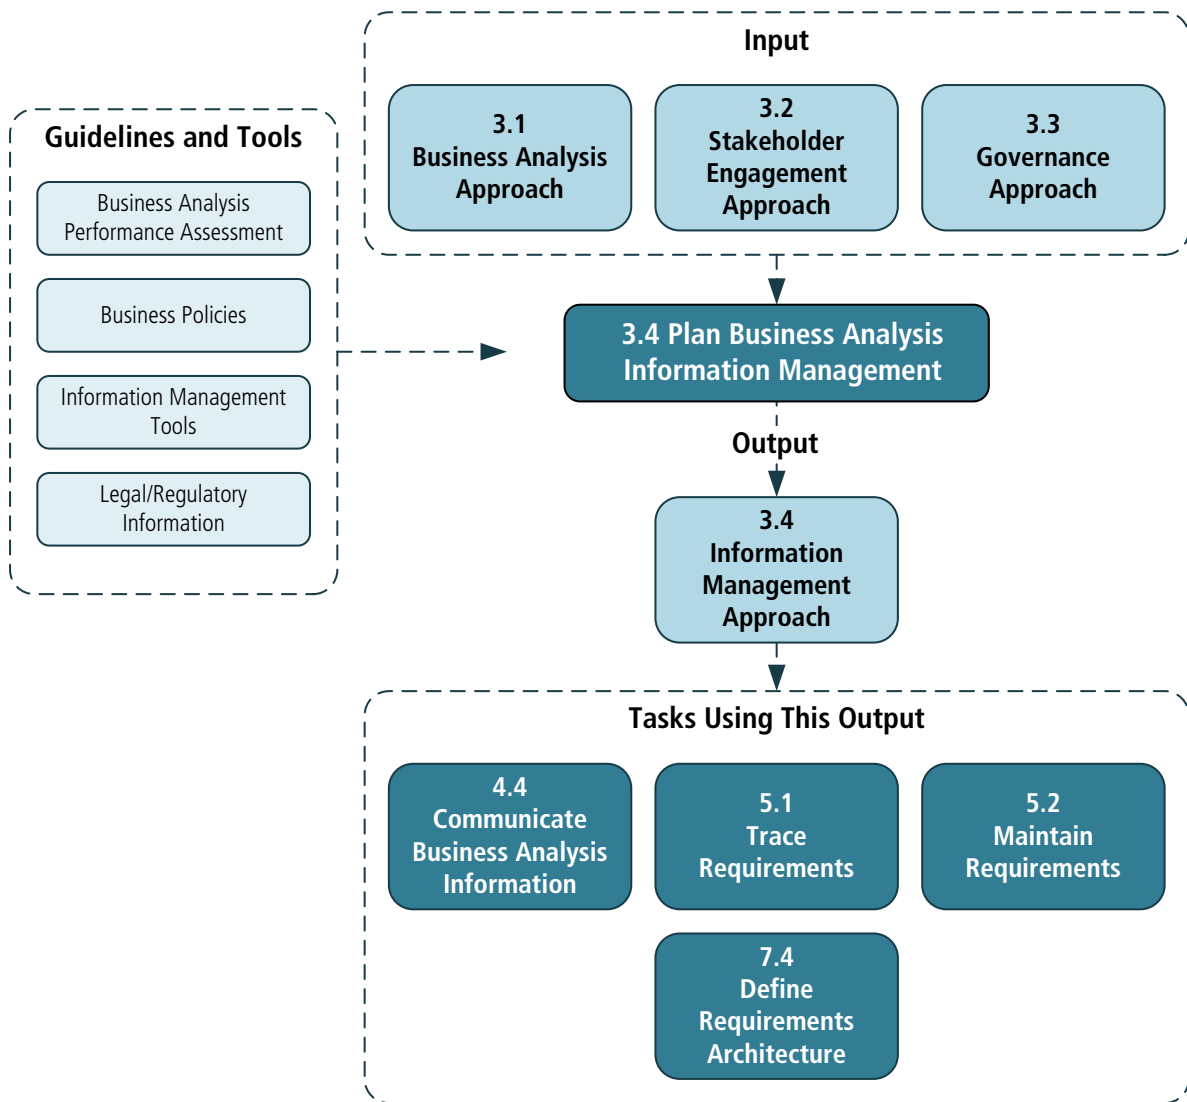 Input
3.1
Business Analysis
Approach
3.2
Stakeholder
Engagement
Approach
3.3
Governance
Approach
Guidelines and Tools
Business Analysis
Performance Assessment
Business Policies
Information Management
Tools
Legal/Regulatory
Information
3.4 Plan Business Analysis
Information Management
Output
3.4
Information
Management
Approach
Tasks Using This Output
4.4
Communicate
Business Analysis
Information
5.1
Trace
Requirements
5.2
Maintain
Requirements
7.4
Define
Requirements
Architecture